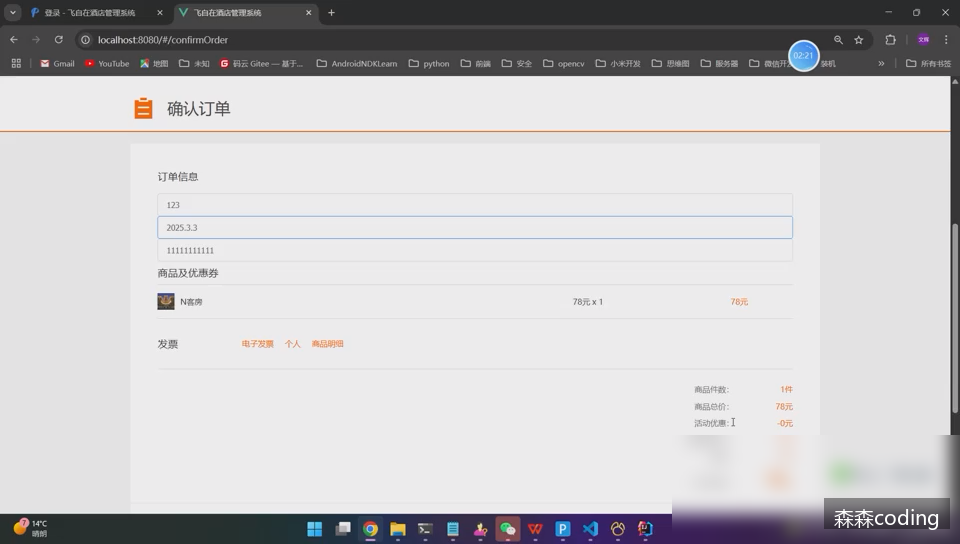 登录 - 飞自在酒店管理系统
飞自在酒店管理系统
localhost:8080/#/confirmOrder
文辉
02:21
Gmail
YouTube
地图
未知
码云 Gitee — 基于...
AndroidNDKLearn
python
前端
安全
opencv
小米开发
思维图
服务器
微信开发
装机
所有书签
确认订单
订单信息
123
2025.3.3
11111111111
商品及优惠券
N客房
78元 x 1
78元
发票
电子发票 个人 商品明细
商品件数: 1件
商品总价: 78元
活动优惠: -0元
7
14°C
晴朗
森森coding